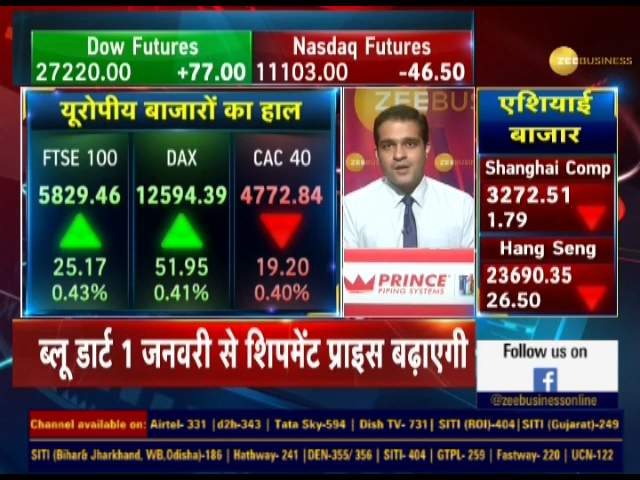 Dow Futures
27220.00 +77.00
Nasdaq Futures
11103.00 -46.50
ZEEBUSINESS
यूरोपीय बाजारों का हाल
FTSE 100
5829.46
25.17
0.43%
DAX
12594.39
51.95
0.41%
CAC 40
4772.84
19.20
0.40%
ZEEBUS
PRINCE
PIPING SYSTEMS
एशियाई
बाजार
Shanghai Comp
3272.51
1.79
Hang Seng
23690.35
26.50
ब्लू डार्ट 1 जनवरी से शिपमेंट प्राइस बढ़ाएगी
Follow us on
f
@zeebusinessonline
Channel available on: Airtel- 331 | d2h-343 | Tata Sky-594 | Dish TV- 731| SITI (ROI)-404| SITI (Gujarat)-249
SITI (Bihar& Jharkhand, WB,Odisha)-186 | Hathway- 241 |DEN-355/ 356 | SITI- 404 | GTPL- 259 | Fastway- 220 | UCN-122